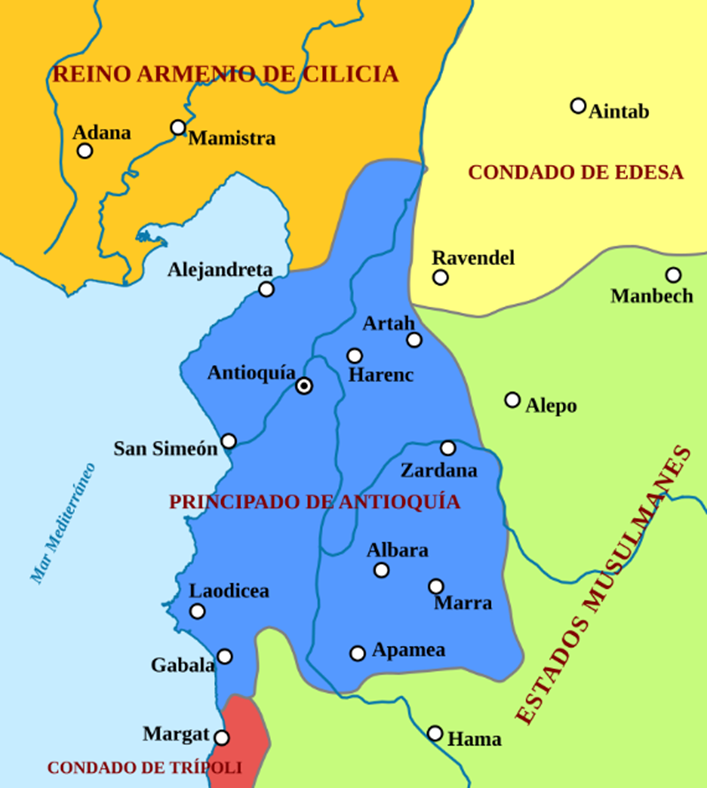 REINO ARMENIO DE CILICIA
Adana
Mamistra
Aintab
CONDADO DE EDESA
Alejandreta
Ravendel
Manbech
Artah
Antioquía
Harenc
Alepo
San Simeón
Zardana
PRINCIPADO DE ANTIOQUÍA
Mar Mediterráneo
Albara
Marra
Laodicea
ESTADOS MUSULMANES
Gabala
Apamea
Margat
Hama
CONDADO DE TRÍPOLI